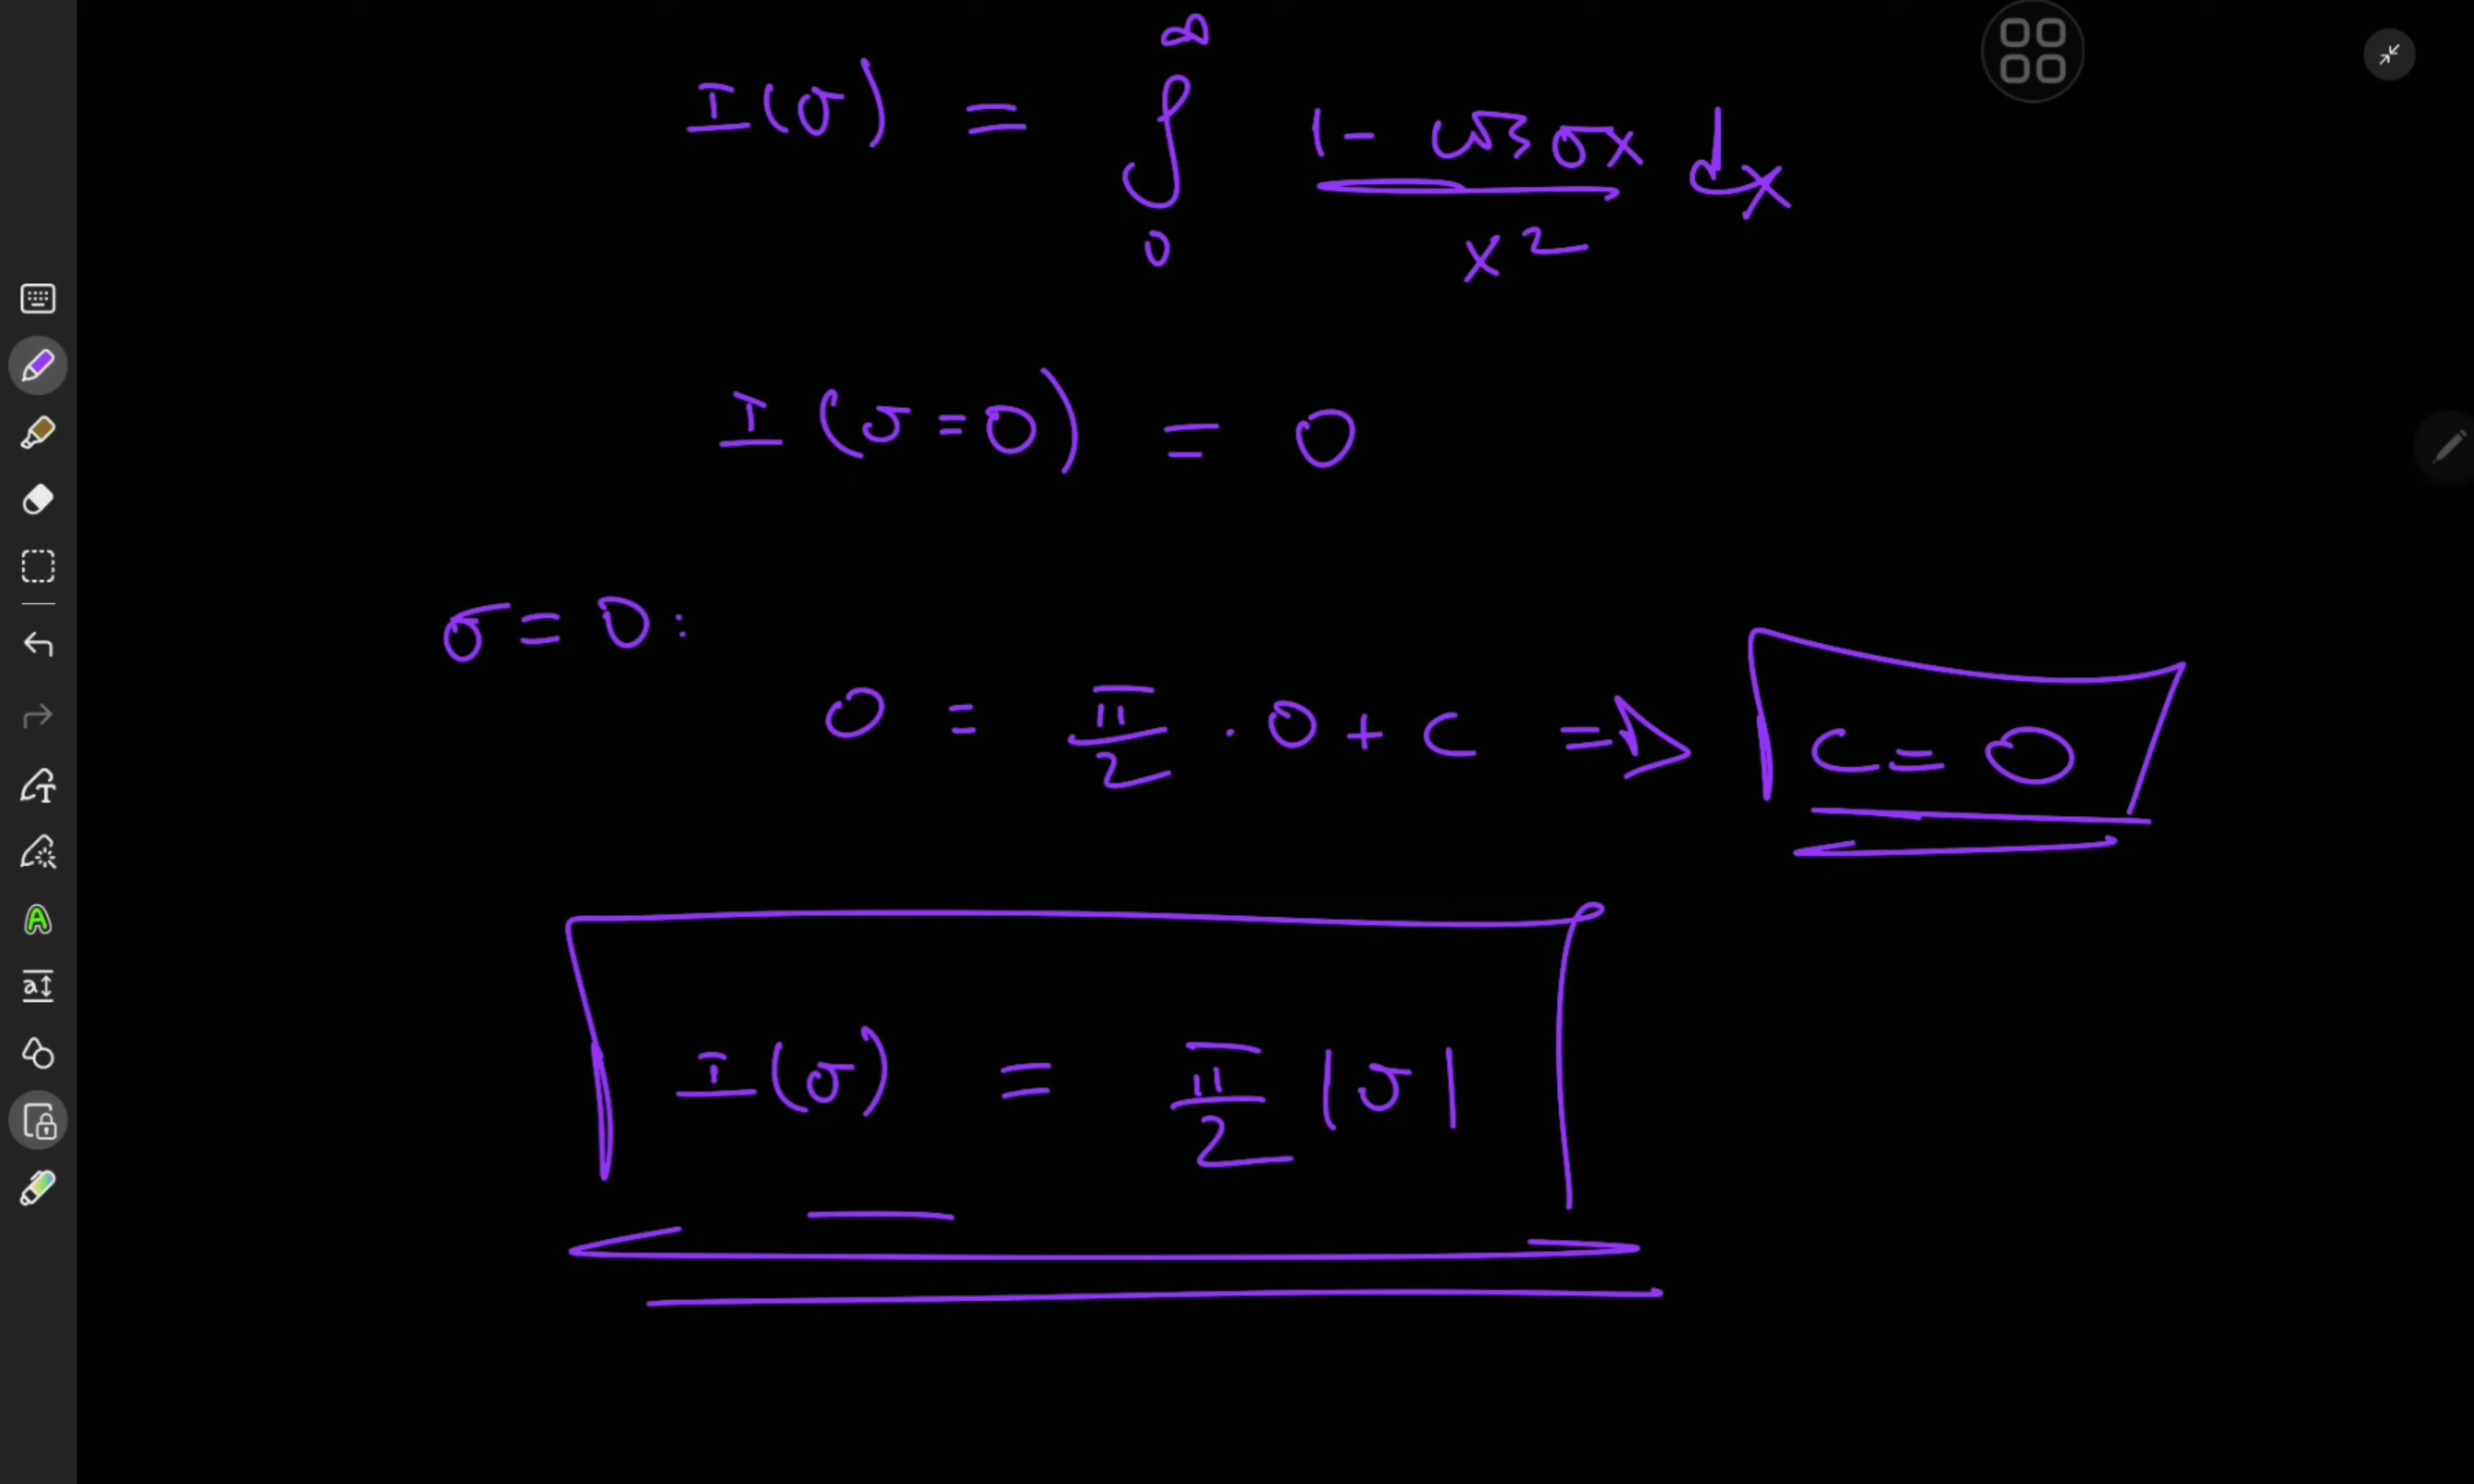 I(σ) = ∫₀^∞ (1 - cos σx)/x² dx
I(σ=0) = 0
σ=0:
0 = π/2 · 0 + C ⇒ C = 0
I(σ) = π/2 |σ|